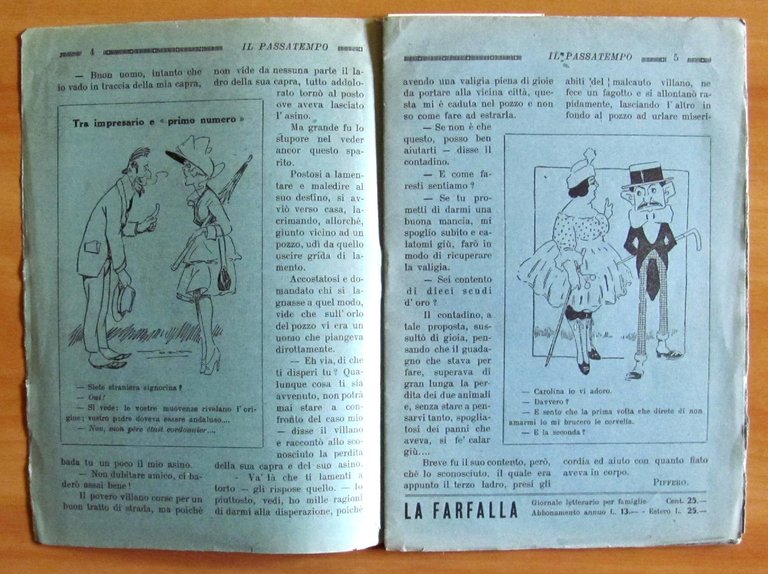 4 IL PASSATEMPO
— Buon uomo, intanto che
io vado in traccia della mia capra,
Tra impresario e « primo numero »
— Siete straniera signorina ?
— Oui!
— Si vede: le vostre muovenze rivelano l'ori-
gine; vostro padre doveva essere andaluso....
— Non, mon père était cordonnier....
bada tu un poco il mio asino.
— Non dubitare amico, ci ba-
derò assai bene !
Il povero villano corse per un
buon tratto di strada, ma poichè
non vide da nessuna parte il la-
dro della sua capra, tutto addolo-
rato tornò al posto
ove aveva lasciato
l' asino.
Ma grande fu lo
stupore nel veder
ancor questo spa-
rito.
Postosi a lamen-
tare e maledire al
suo destino, si av-
viò verso casa, la-
crimando, allorchè,
giunto vicino ad un
pozzo, udì da quello
uscire grida di la-
mento.
Accostatosi e do-
mandato chi si la-
gnasse a quel modo,
vide che sull' orlo
del pozzo vi era un
uomo che piangeva
dirottamente.
— Eh via, di che
ti disperi tu ? Qua-
lunque cosa ti sia
avvenuto, non potrà
mai stare a con-
fronto del caso mio
— disse il villano
e raccontò allo sco-
nosciuto la perdita
della sua capra e del suo asino.
— Va' là che ti lamenti a
torto — gli rispose quello. — Io
piuttosto, vedi, ho mille ragioni
di darmi alla disperazione, poichè
IL PASSATEMPO 5
avendo una valigia piena di gioie
da portare alla vicina città, que-
sta mi è caduta nel pozzo e non
so come fare ad estrarla.
— Se non è che
questo, posso ben
aiutarti — disse il
contadino.
— E come fa-
resti sentiamo ?
— Se tu pro-
metti di darmi una
buona mancia, mi
spoglio subito e ca-
latomi giù, farò in
modo di ricuperare
la valigia.
— Sei contento
di dieci scudi
d' oro ?
Il contadino, a
tale proposta, sus-
sultò di gioia, pen-
sando che il guada-
gno che stava per
fare, superava di
gran lunga la per-
dita dei due animali
e, senza stare a pen-
sarvi tanto, spoglia-
tosi dei panni che
aveva, si fe' calar
giù....
Breve fu il suo contento, però,
chè lo sconosciuto, il quale era
appunto il terzo ladro, presi gli
abiti del malcauto villano, ne
fece un fagotto e si allontanò ra-
pidamente, lasciando l' altro in
fondo al pozzo ad urlare miseri-
— Carolina io vi adoro.
— Davvero ?
— E sento che la prima volta che direte di non
amarmi io mi brucero le cervella.
— E la seconda ?
cordia ed aiuto con quanto fiato
aveva in corpo.
PIFFERO.
LA FARFALLA Giornale letterario per famiglie Cent. 25.—
Abbonamento annuo L. 13.— - Estero L. 25.—